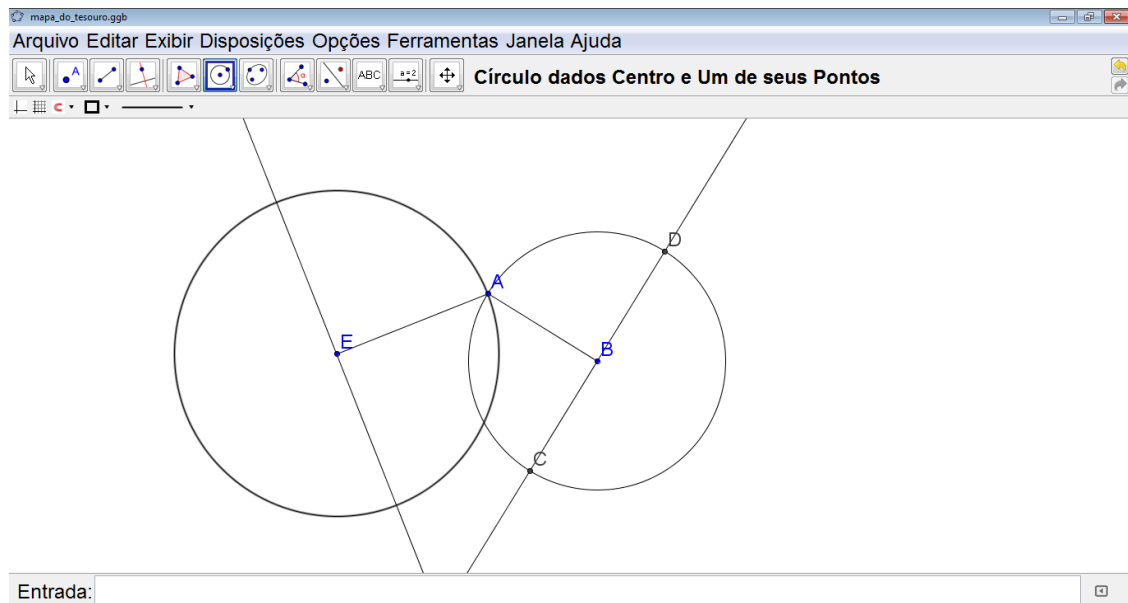 mapa_do_tesouro.ggb
Arquivo Editar Exibir Disposições Opções Ferramentas Janela Ajuda
A α ABC a=2 Círculo dados Centro e Um de seus Pontos
D
A
E
B
C
Entrada: